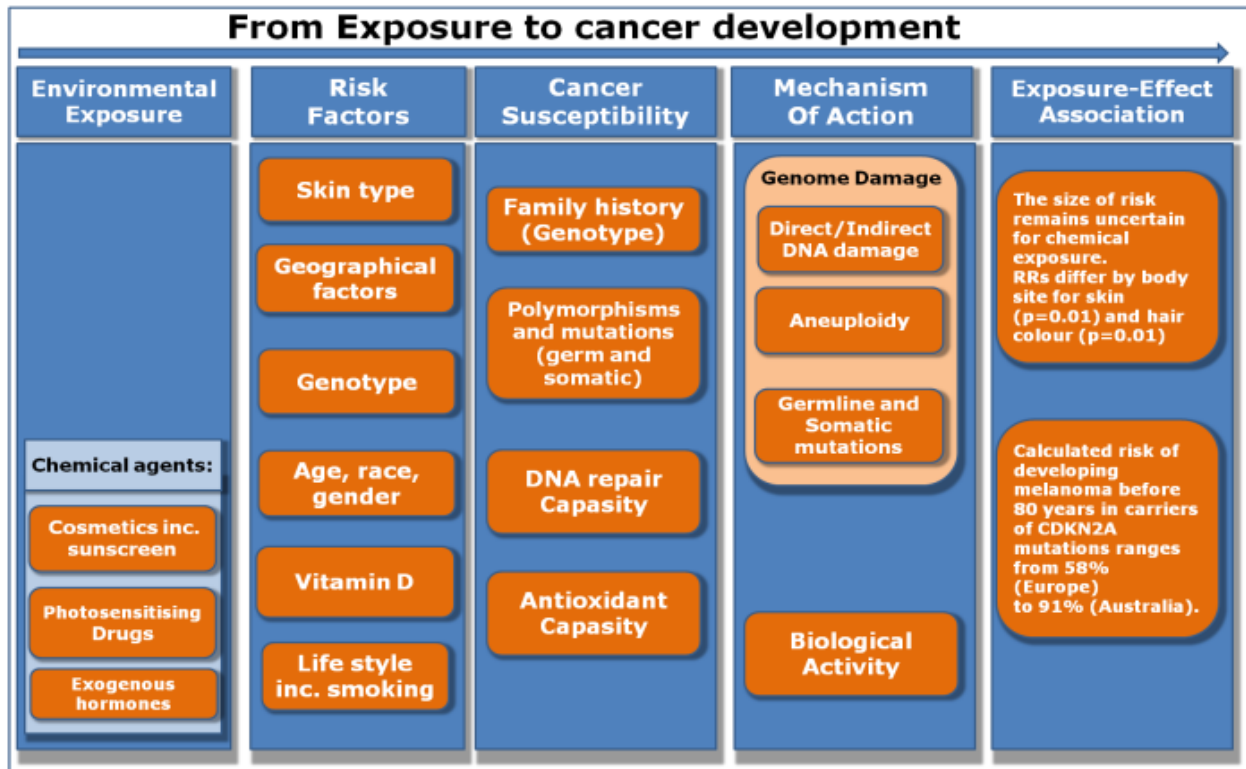 From Exposure to cancer development
Environmental
Exposure
Risk
Factors
Cancer
Susceptibility
Mechanism
Of Action
Exposure-Effect
Association
Chemical agents:
Cosmetics inc.
sunscreen
Photosensitising
Drugs
Exogenous
hormones
Skin type
Geographical
factors
Genotype
Age, race,
gender
Vitamin D
Life style
inc. smoking
Family history
(Genotype)
Polymorphisms
and mutations
(germ and
somatic)
DNA repair
Capasity
Antioxidant
Capasity
Genome Damage
Direct/Indirect
DNA damage
Aneuploidy
Germline and
Somatic
mutations
Biological
Activity
The size of risk
remains uncertain
for chemical
exposure.
RRs differ by body
site for skin
(p=0.01) and hair
colour (p=0.01)
Calculated risk of
developing
melanoma before
80 years in carriers
of CDKN2A
mutations ranges
from 58%
(Europe)
to 91% (Australia).